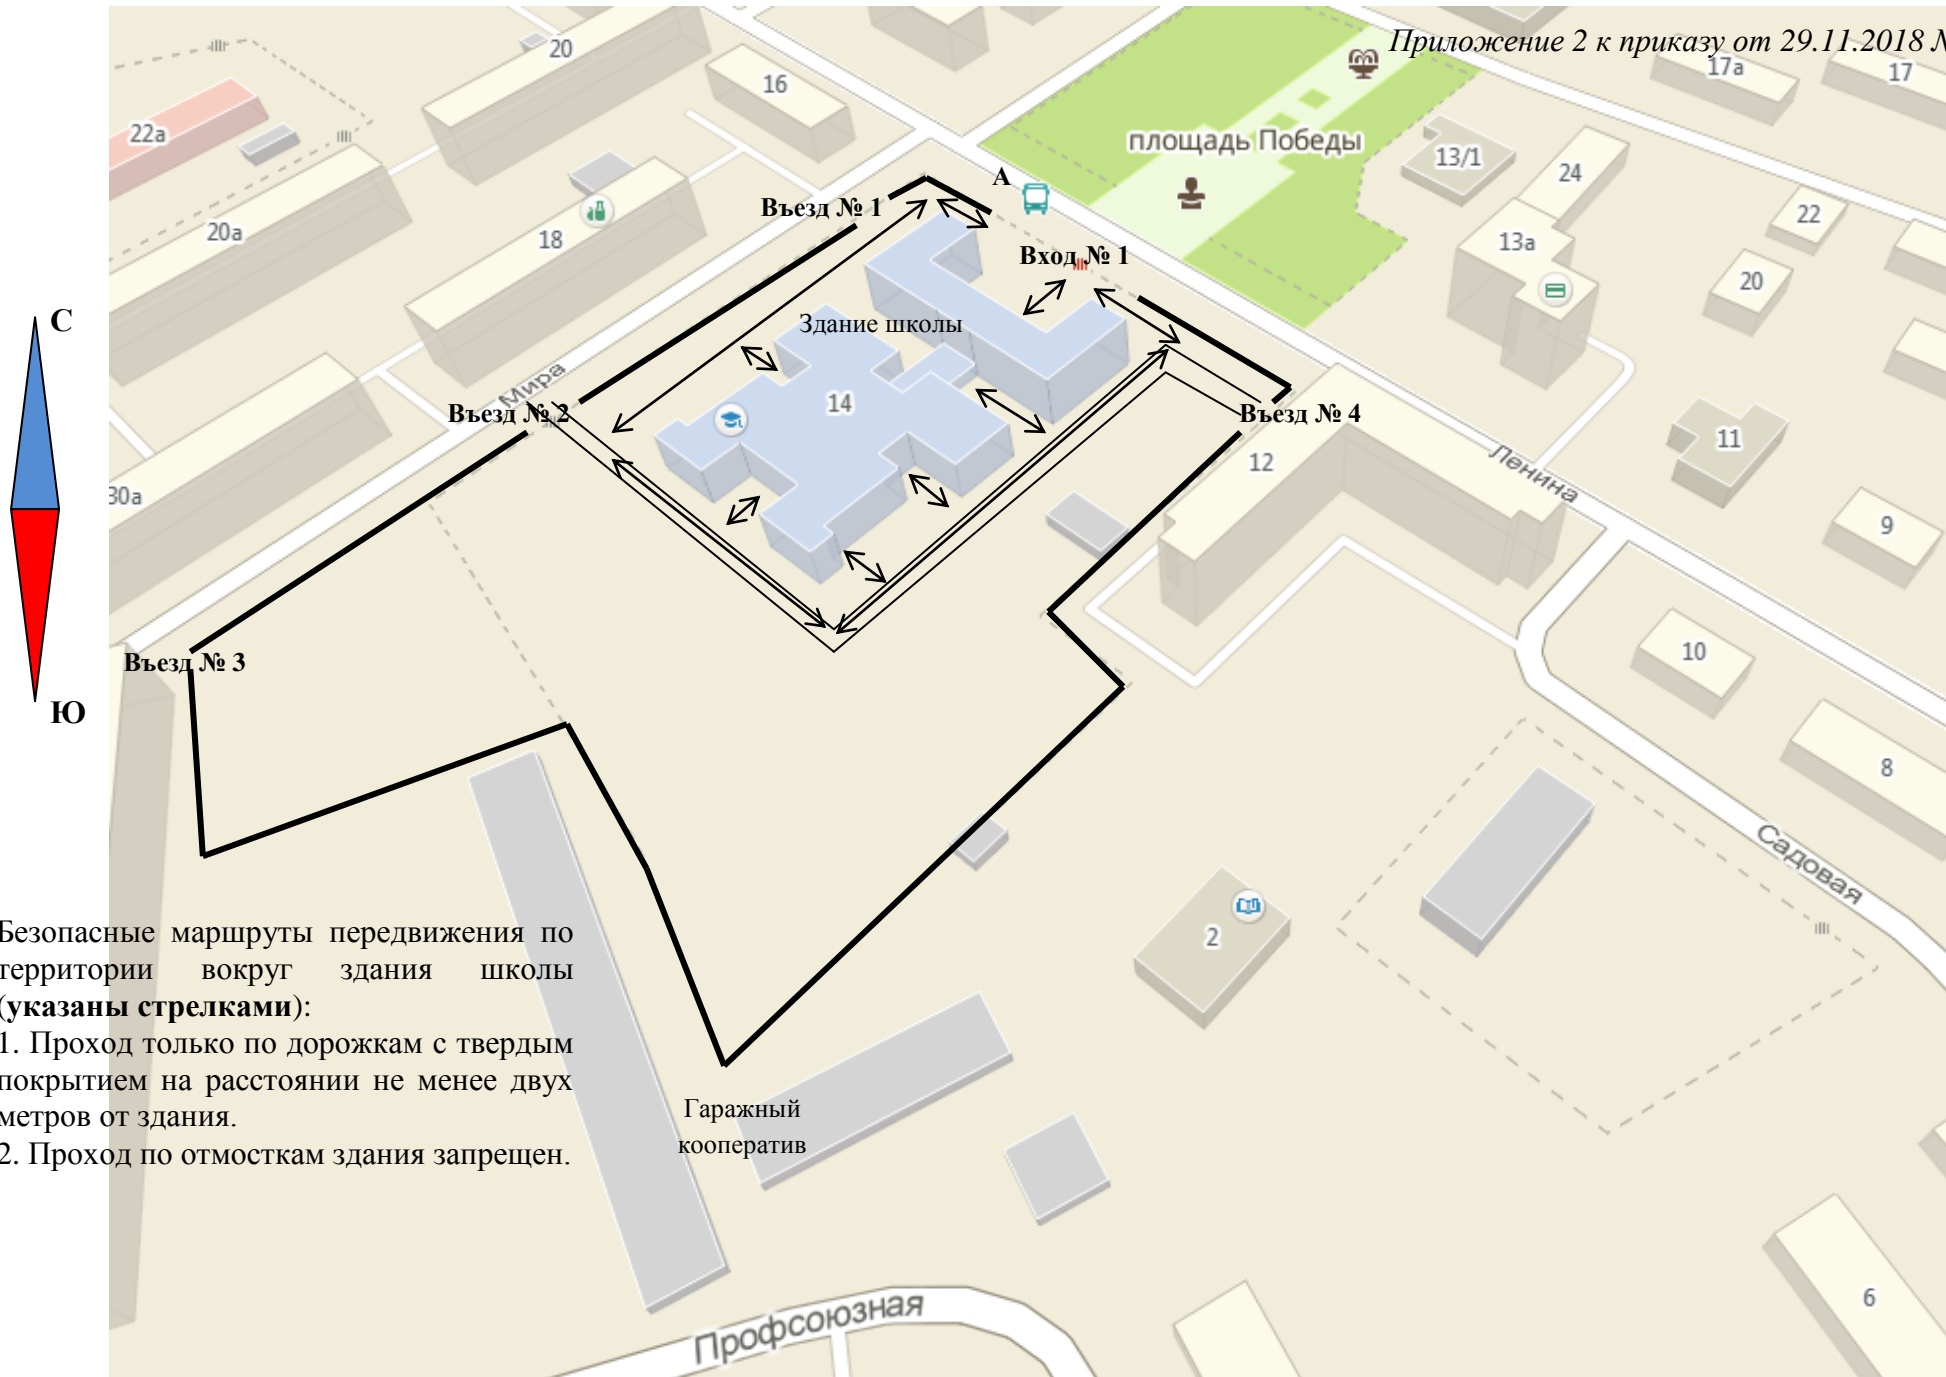 Приложение 2 к приказу от 29.11.2018 №
20
17а
17
16
22а
площадь Победы
13/1
24
А
Въезд № 1
22
20а
18
13а
Вход № 1
20
С
Здание школы
Мира
14
Въезд № 2
Въезд № 4
11
12
Ленина
30а
9
10
Въезд № 3
Ю
8
Садовая
2
Безопасные маршруты передвижения по
территории вокруг здания школы
(указаны стрелками):
1. Проход только по дорожкам с твердым
покрытием на расстоянии не менее двух
метров от здания.
2. Проход по отмосткам здания запрещен.
Гаражный
кооператив
6
Профсоюзная